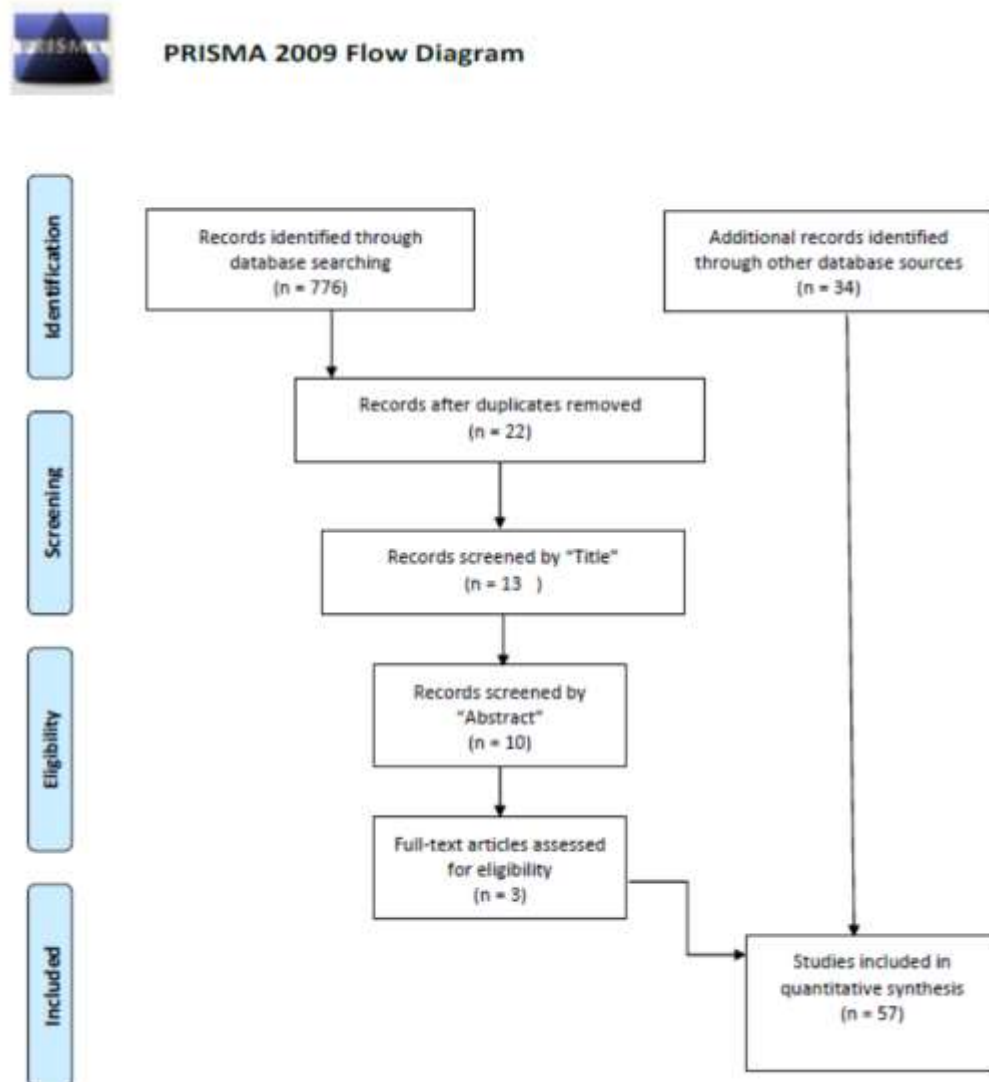 PRISMA
PRISMA 2009 Flow Diagram
Identification
Records identified through
database searching
(n = 776)
Additional records identified
through other database sources
(n = 34)
Records after duplicates removed
(n = 22)
Screening
Records screened by "Title"
(n = 13   )
Eligibility
Records screened by
"Abstract"
(n = 10)
Full-text articles assessed
for eligibility
(n = 3)
Included
Studies included in
quantitative synthesis
(n = 57)